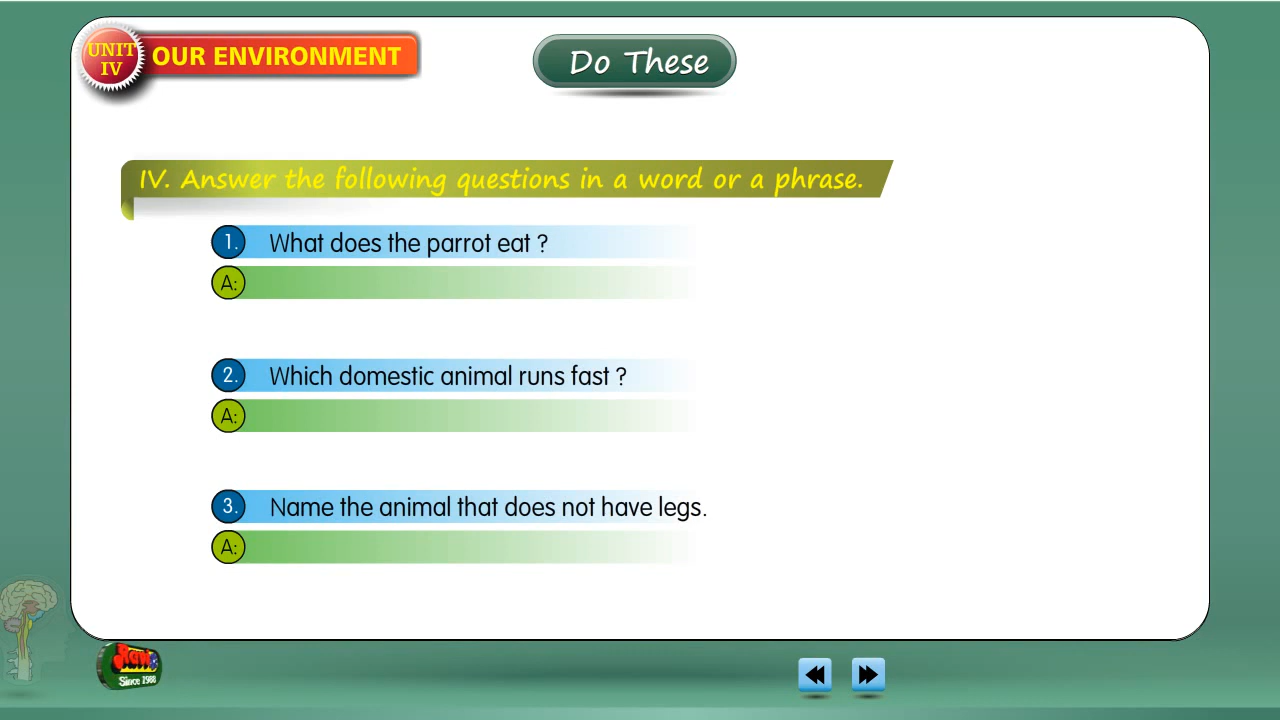 UNIT
IV
OUR ENVIRONMENT
Do These
IV. Answer the following questions in a word or a phrase.
1. What does the parrot eat ?
A:
2. Which domestic animal runs fast ?
A:
3. Name the animal that does not have legs.
A:
Since 1988